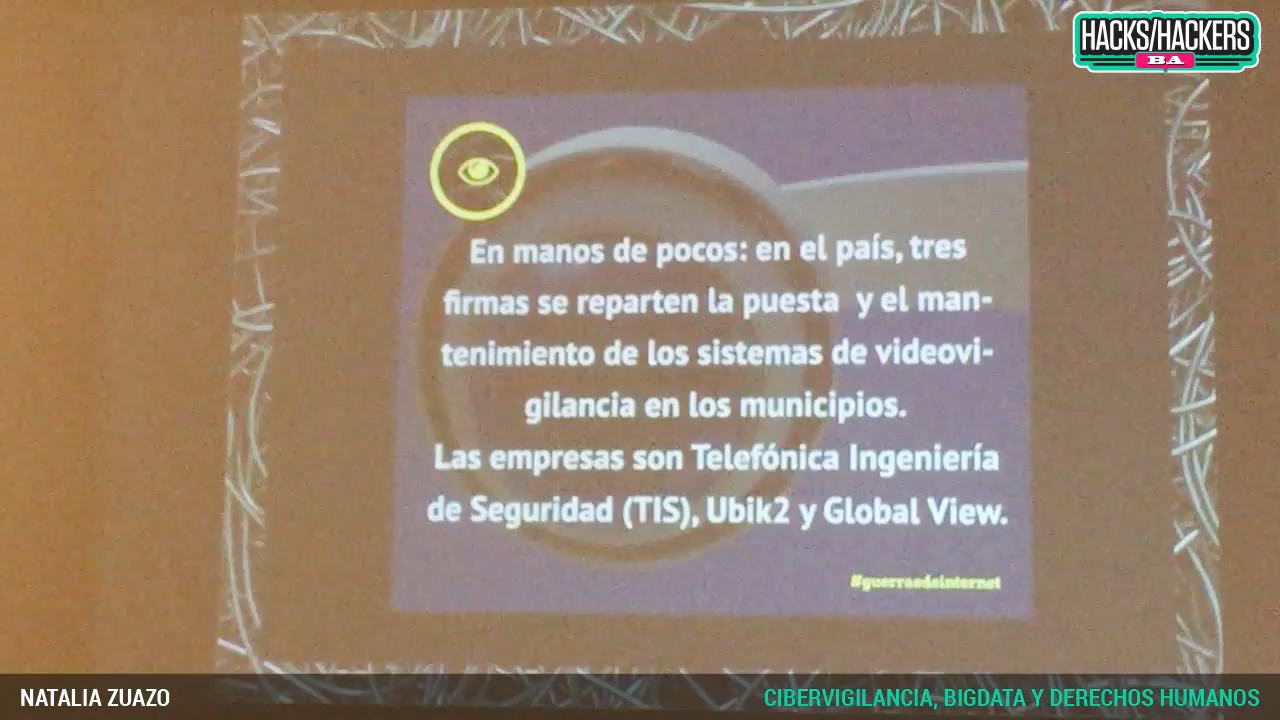 HACKS/HACKERS
BA
En manos de pocos: en el país, tres
firmas se reparten la puesta y el man-
tenimiento de los sistemas de videovi-
gilancia en los municipios.
Las empresas son Telefónica Ingeniería
de Seguridad (TIS), Ubik2 y Global View.
#guerrasdeinternet
NATALIA ZUAZO
CIBERVIGILANCIA, BIGDATA Y DERECHOS HUMANOS